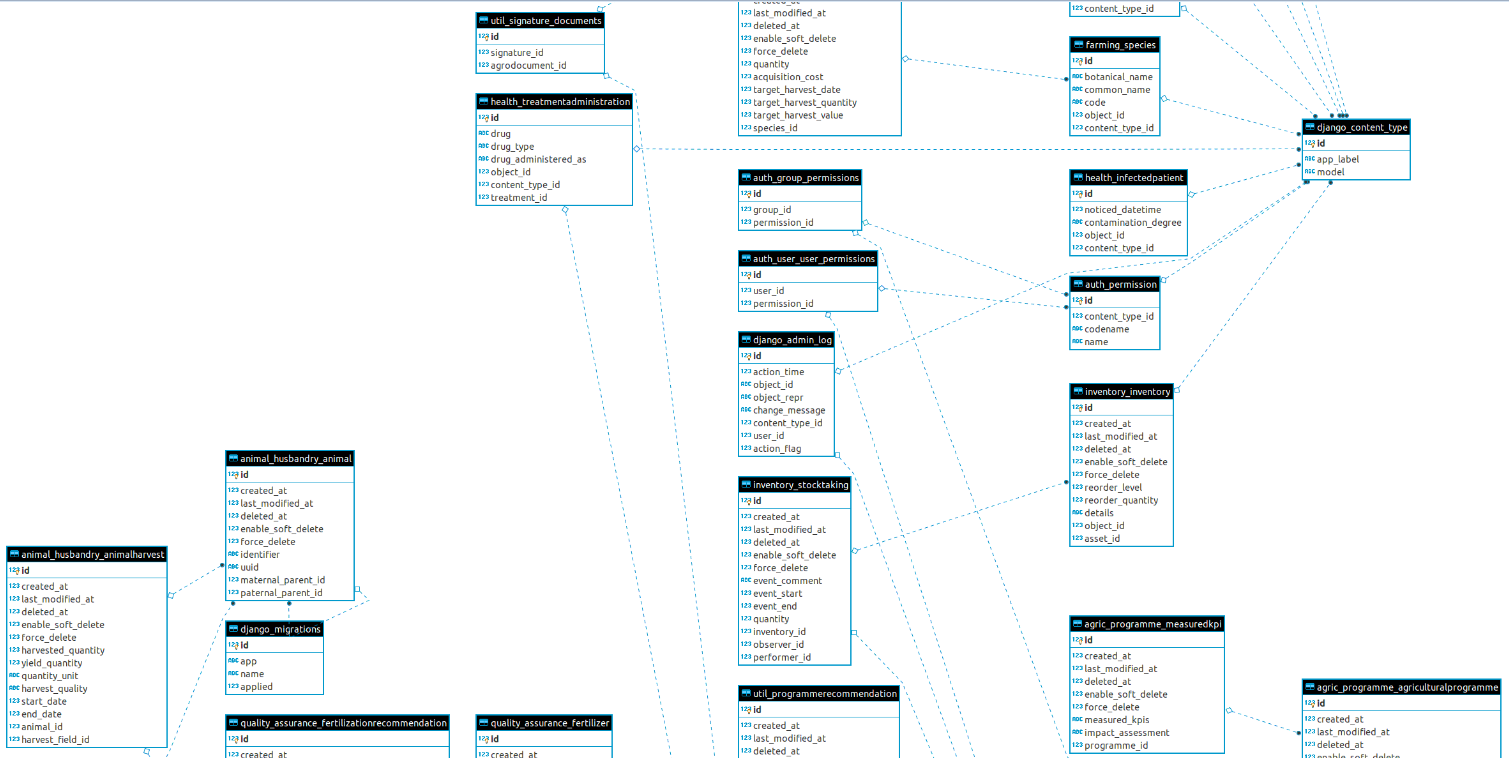 util_signature_documents
id
signature_id
agrodocument_id
health_treatmentadministration
id
drug
drug_type
drug_administered_as
object_id
content_type_id
treatment_id
created_at
last_modified_at
deleted_at
enable_soft_delete
force_delete
quantity
acquisition_cost
target_harvest_date
target_harvest_quantity
target_harvest_value
species_id
content_type_id
farming_species
id
botanical_name
common_name
code
object_id
content_type_id
django_content_type
id
app_label
model
auth_group_permissions
id
group_id
permission_id
health_infectedpatient
id
noticed_datetime
contamination_degree
object_id
content_type_id
auth_user_user_permissions
id
user_id
permission_id
auth_permission
id
content_type_id
codename
name
django_admin_log
id
action_time
object_id
object_repr
change_message
content_type_id
user_id
action_flag
inventory_inventory
id
created_at
last_modified_at
deleted_at
enable_soft_delete
force_delete
reorder_level
reorder_quantity
details
object_id
asset_id
animal_husbandry_animal
id
created_at
last_modified_at
deleted_at
enable_soft_delete
force_delete
identifier
uuid
maternal_parent_id
paternal_parent_id
inventory_stocktaking
id
created_at
last_modified_at
deleted_at
enable_soft_delete
force_delete
event_comment
event_start
event_end
quantity
inventory_id
observer_id
performer_id
animal_husbandry_animalharvest
id
created_at
last_modified_at
deleted_at
enable_soft_delete
force_delete
harvested_quantity
yield_quantity
quantity_unit
harvest_quality
start_date
end_date
animal_id
harvest_field_id
django_migrations
id
app
name
applied
agric_programme_measuredkpi
id
created_at
last_modified_at
deleted_at
enable_soft_delete
force_delete
measured_kpis
impact_assessment
programme_id
quality_assurance_fertilizationrecommendation
id
created_at
quality_assurance_fertilizer
id
created_at
util_programmerecommendation
id
created_at
last_modified_at
deleted_at
agric_programme_agriculturalprogramme
id
created_at
last_modified_at
deleted_at
enable_soft_delete